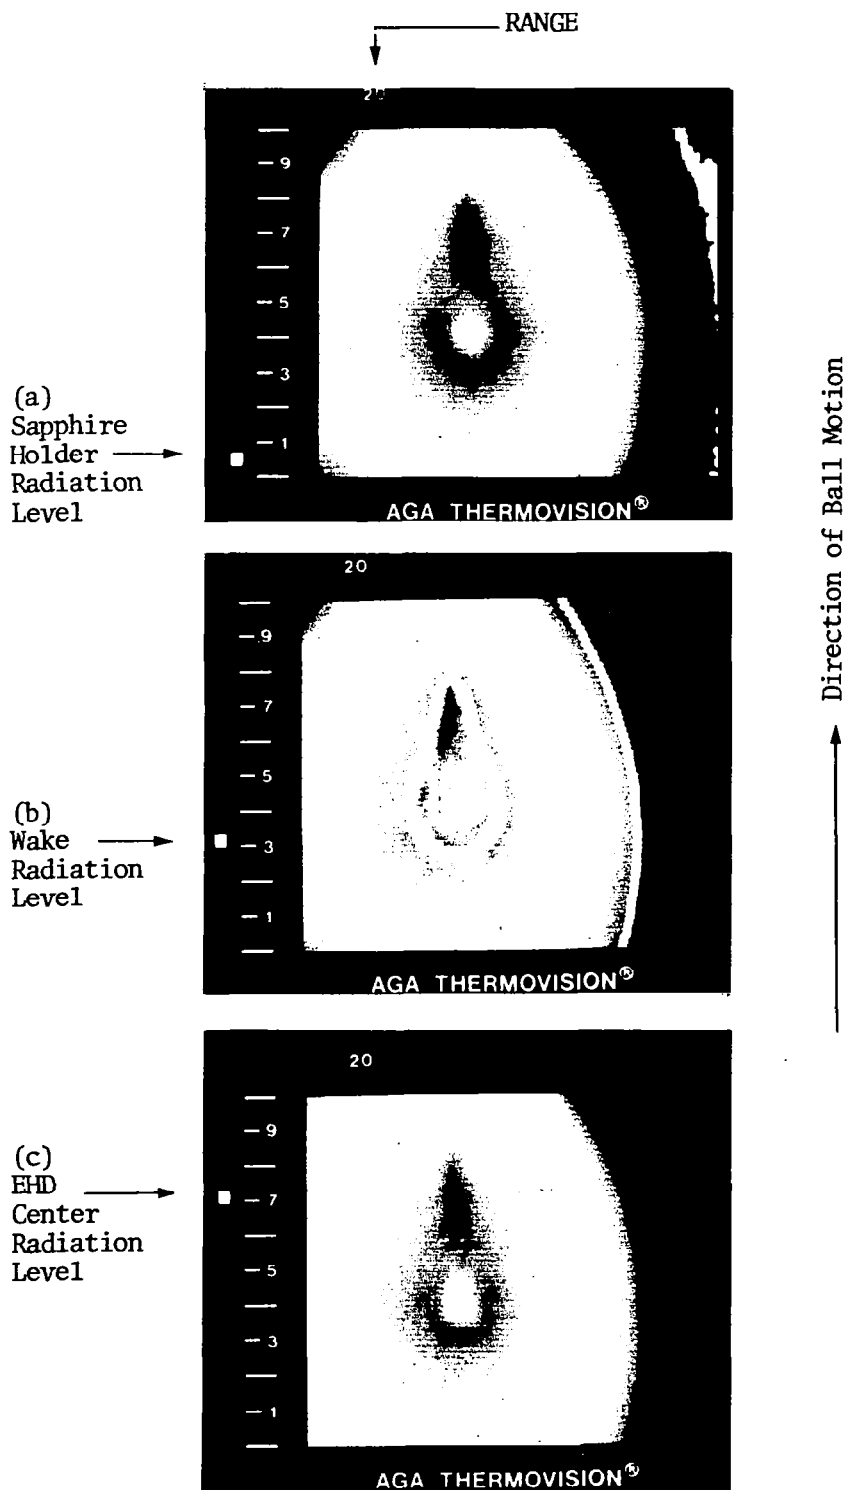 RANGE
20
9
7
5
3
1
(a)
Sapphire
Holder
Radiation
Level
AGA THERMOVISION®
20
9
7
5
3
1
(b)
Wake
Radiation
Level
AGA THERMOVISION®
20
9
7
5
3
1
(c)
EHD
Center
Radiation
Level
AGA THERMOVISION®
Direction of Ball Motion